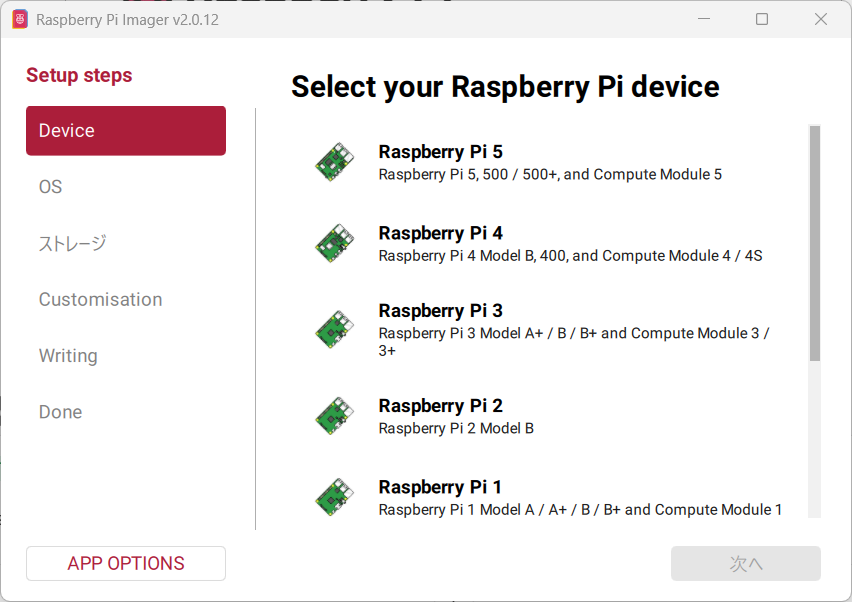 Raspberry Pi Imager v2.0.12
Setup steps
Device
OS
ストレージ
Customisation
Writing
Done
APP OPTIONS
Select your Raspberry Pi device
Raspberry Pi 5
Raspberry Pi 5, 500 / 500+, and Compute Module 5
Raspberry Pi 4
Raspberry Pi 4 Model B, 400, and Compute Module 4 / 4S
Raspberry Pi 3
Raspberry Pi 3 Model A+ / B / B+ and Compute Module 3 /
3+
Raspberry Pi 2
Raspberry Pi 2 Model B
Raspberry Pi 1
Raspberry Pi 1 Model A / A+ / B / B+ and Compute Module 1
次へ